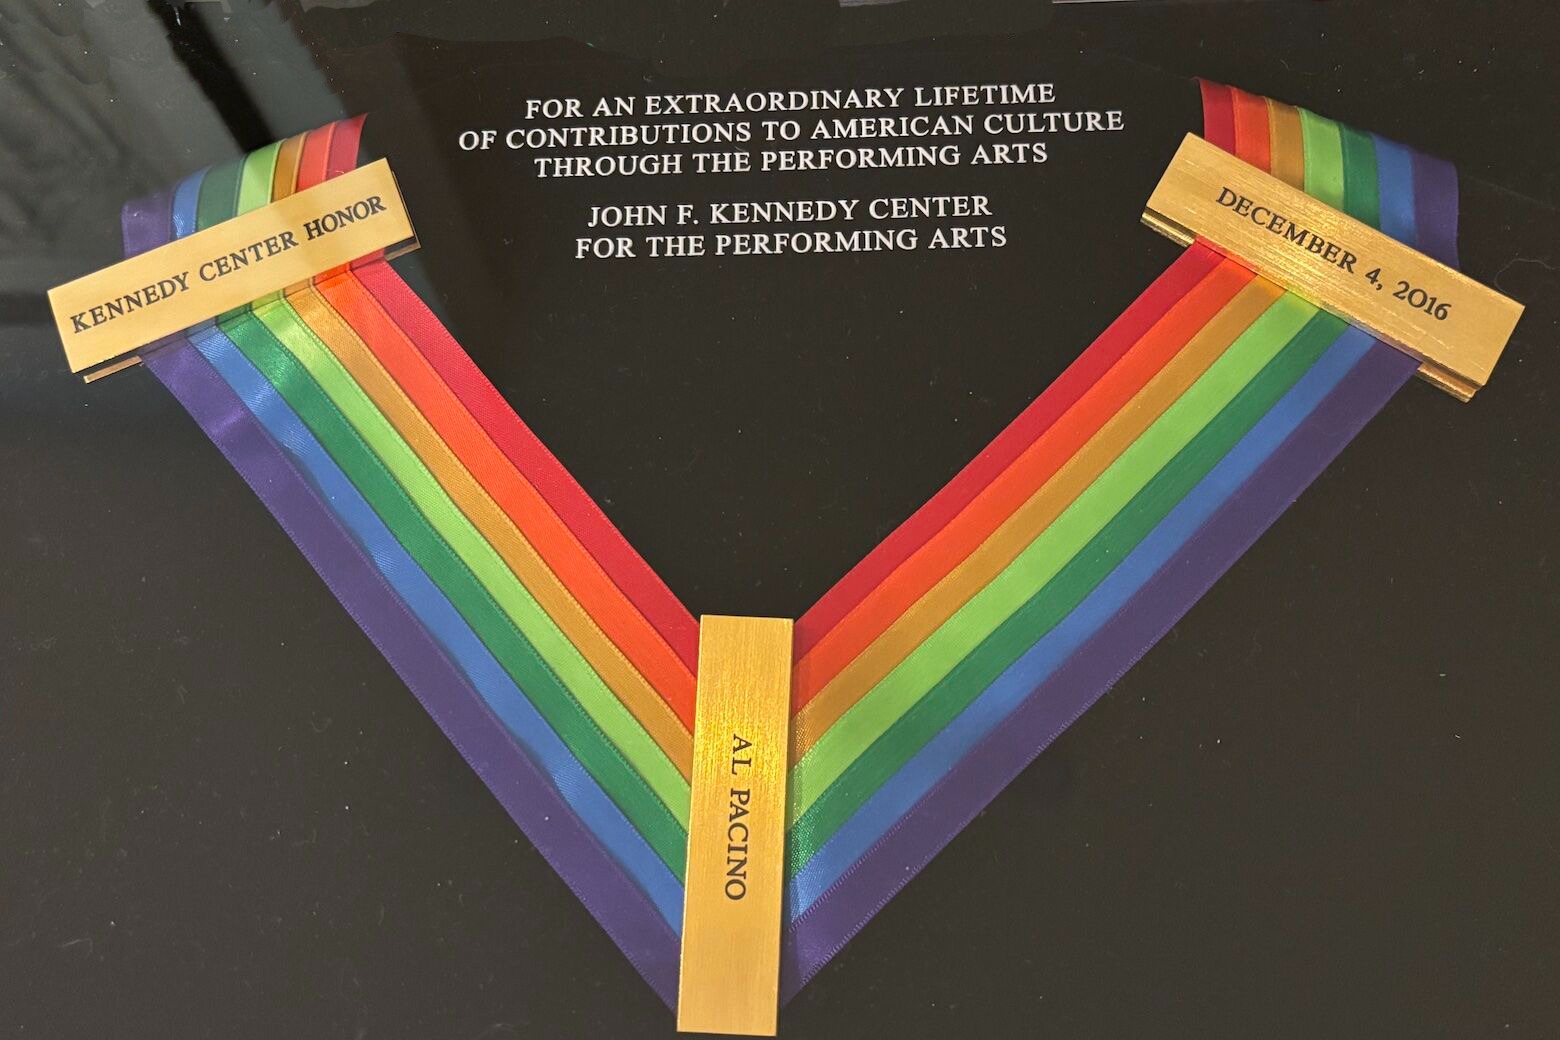 FOR AN EXTRAORDINARY LIFETIME
OF CONTRIBUTIONS TO AMERICAN CULTURE
THROUGH THE PERFORMING ARTS
JOHN F. KENNEDY CENTER
FOR THE PERFORMING ARTS
KENNEDY CENTER HONOR
DECEMBER 4, 2016
AL PACINO